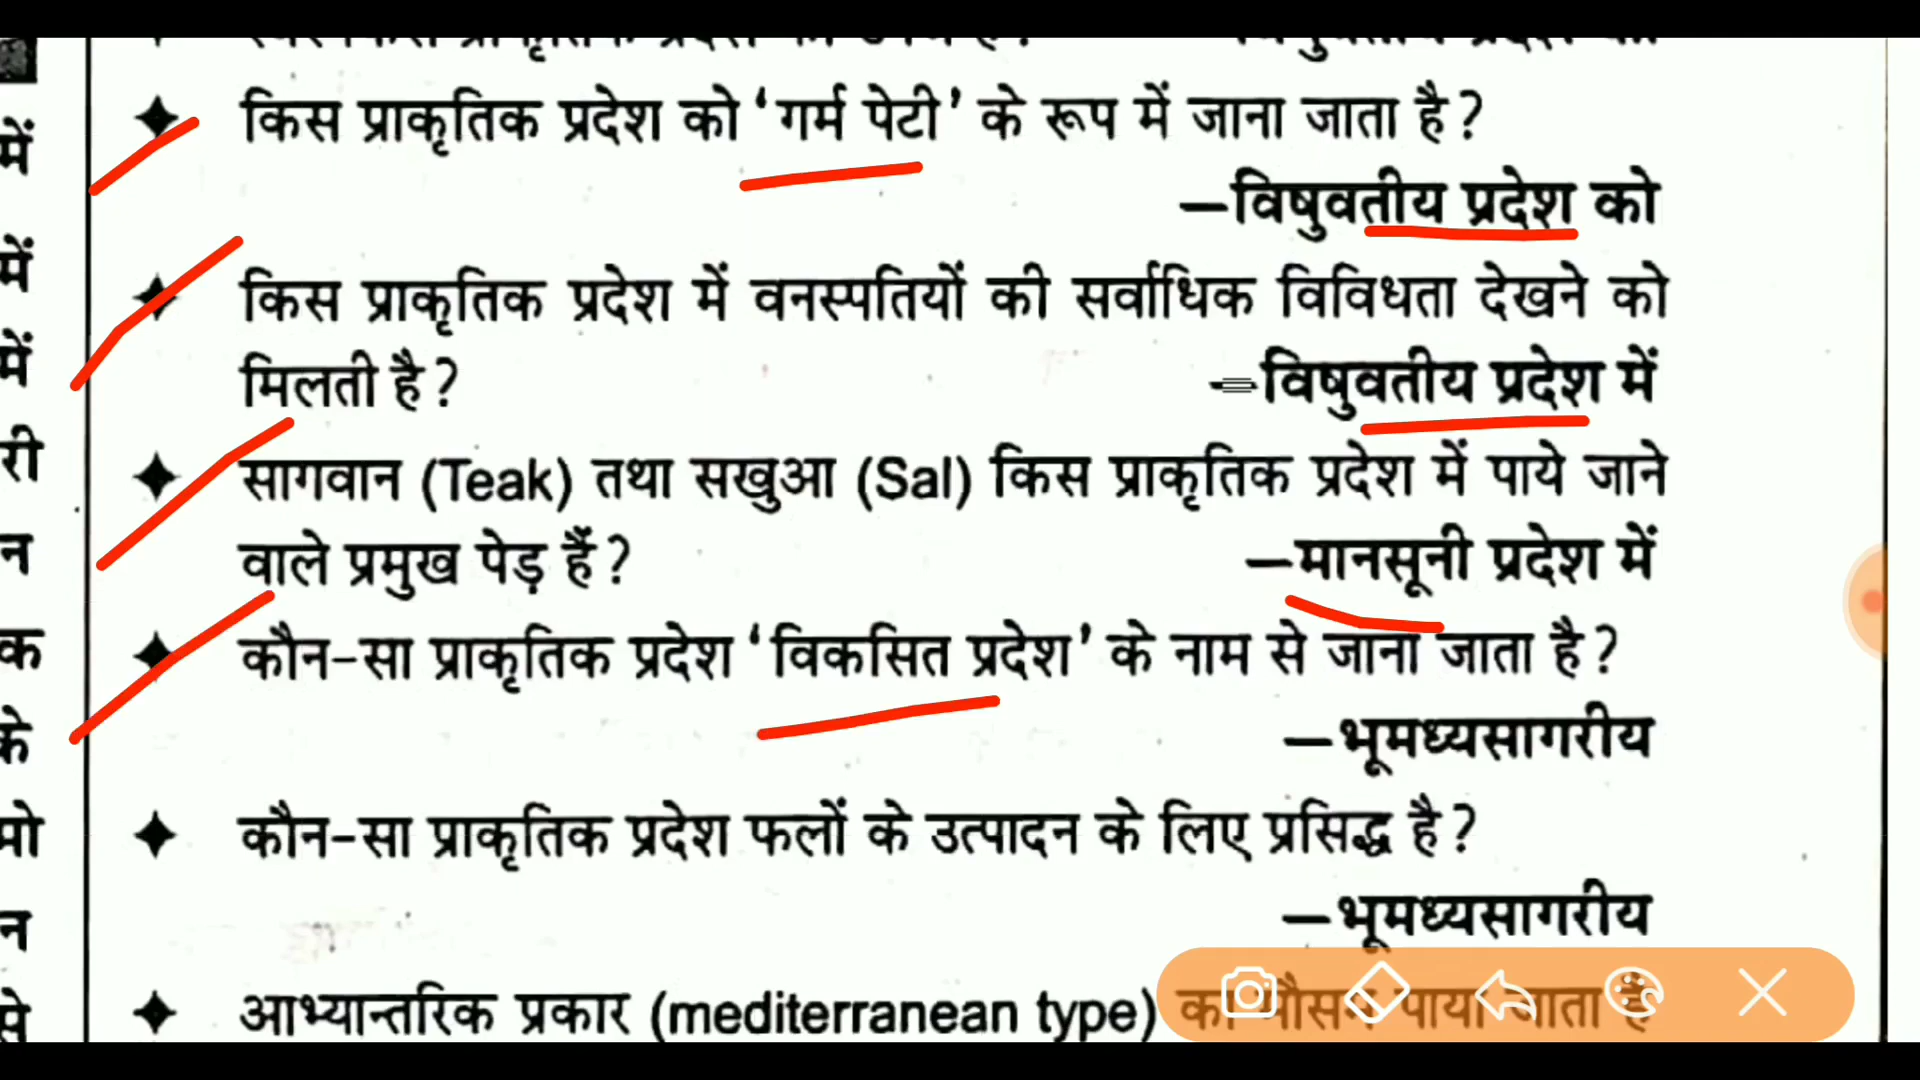 किस प्राकृतिक प्रदेश को ‘गर्म पेटी’ के रूप में जाना जाता है?
में
—विषुवतीय प्रदेश को
में
किस प्राकृतिक प्रदेश में वनस्पतियों की सर्वाधिक विविधता देखने को
में
मिलती है? —विषुवतीय प्रदेश में
री
सागवान (Teak) तथा सखुआ (Sal) किस प्राकृतिक प्रदेश में पाये जाने
न
वाले प्रमुख पेड़ हैं? —मानसूनी प्रदेश में
क
कौन-सा प्राकृतिक प्रदेश ‘विकसित प्रदेश’ के नाम से जाना जाता है?
के
—भूमध्यसागरीय
मो
कौन-सा प्राकृतिक प्रदेश फलों के उत्पादन के लिए प्रसिद्ध है?
न
—भूमध्यसागरीय
से
आभ्यान्तरिक प्रकार (mediterranean type) का मौसम पाया जाता है